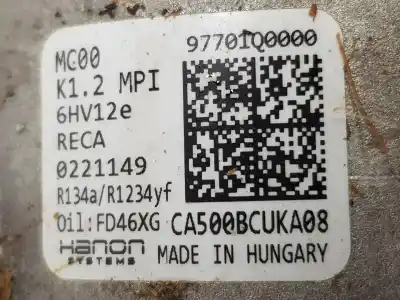 MC00
K1.2 MPI
6HV12e
RECA
0221149
R134a/R1234yf
Oil:FD46XG
HANON
SYSTEMS
97701Q0000
CA500BCUKA08
MADE IN HUNGARY